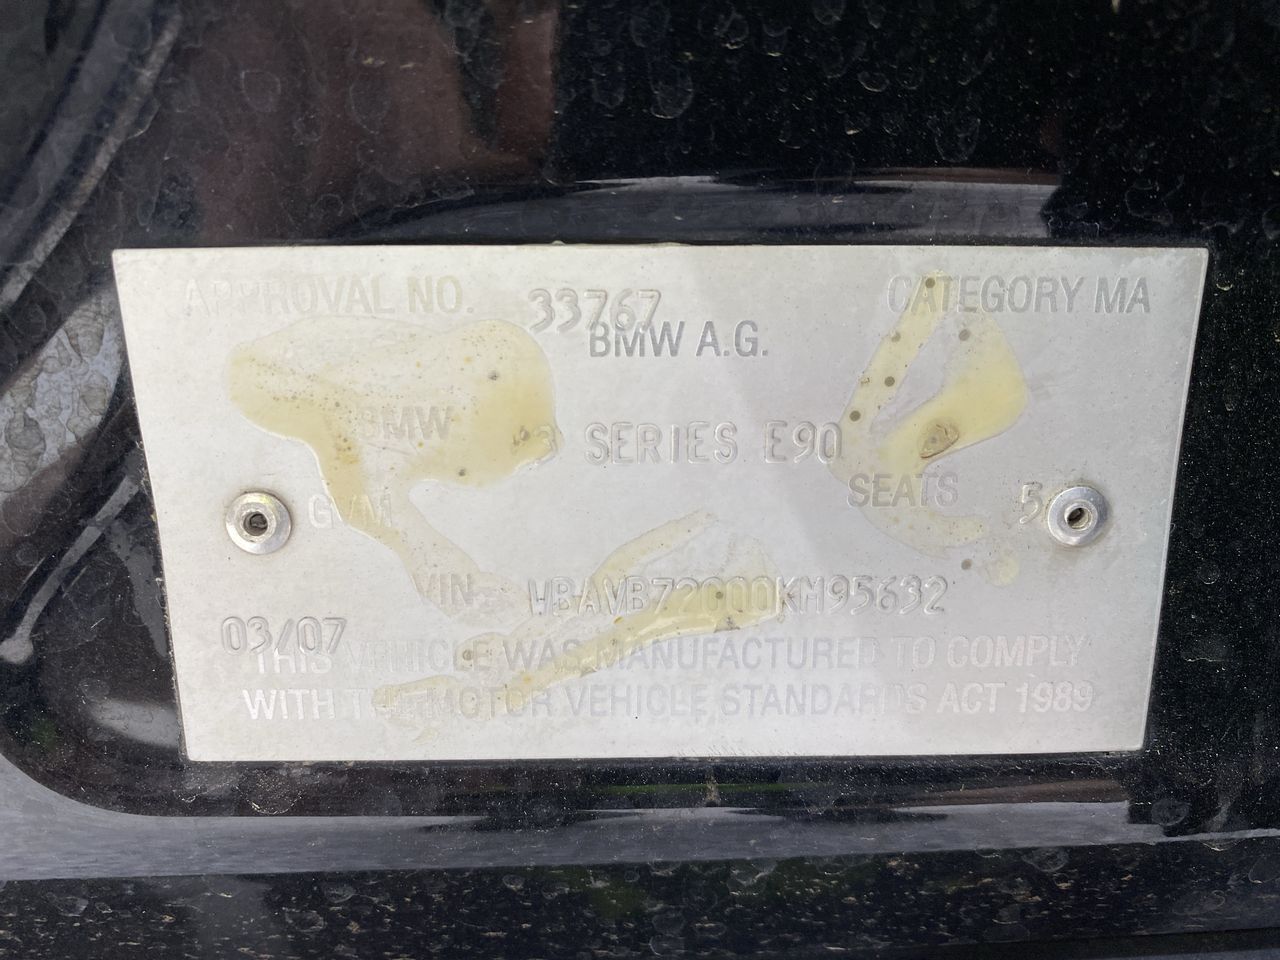 APPROVAL NO. 33767 CATEGORY MA
BMW A.G.
BMW 3 SERIES E90
GVM SEATS 5
VIN WBAVB72000KM95632
03/07
THIS VEHICLE WAS MANUFACTURED TO COMPLY
WITH THE MOTOR VEHICLE STANDARDS ACT 1989